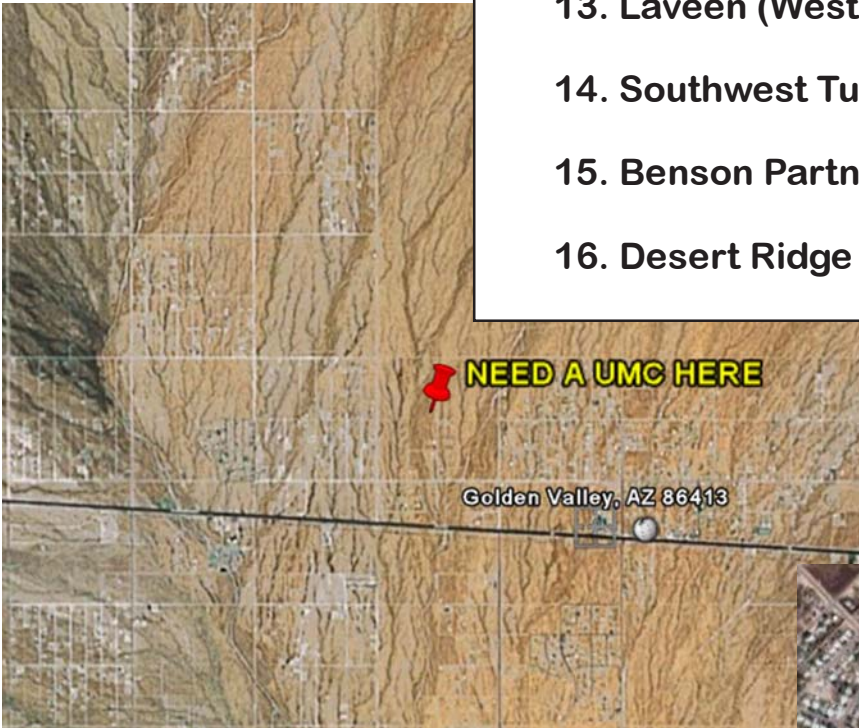 13. Laveen (West
14. Southwest Tu
15. Benson Partn
16. Desert Ridge
NEED A UMC HERE
Golden Valley, AZ 86413